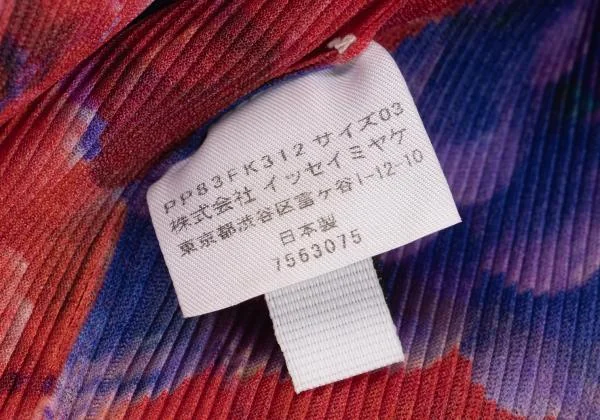 PP83FK312 サイズ03
株式会社 イッセイミヤケ
東京都渋谷区富ヶ谷1-12-10
日本製
7563075